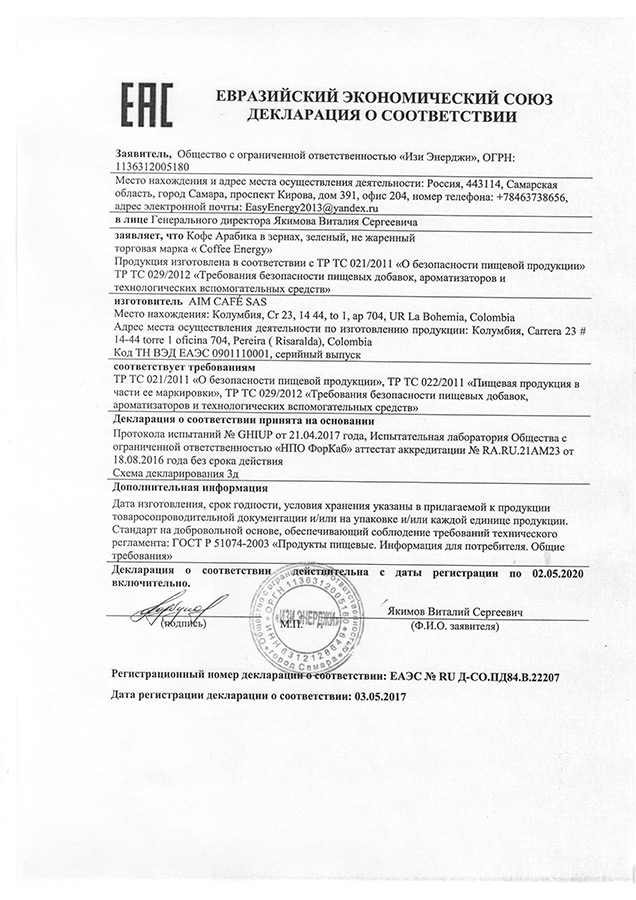 EAC
ЕВРАЗИЙСКИЙ ЭКОНОМИЧЕСКИЙ СОЮЗ
ДЕКЛАРАЦИЯ О СООТВЕТСТВИИ
Заявитель, Общество с ограниченной ответственностью «Изи Энерджи», ОГРН:
1136312005180
Место нахождения и адрес места осуществления деятельности: Россия, 443114, Самарская
область, город Самара, проспект Кирова, дом 391, офис 204, номер телефона: +78463738656,
адрес электронной почты: EasyEnergy2013@yandex.ru
в лице Генерального директора Якимова Виталия Сергеевича
заявляет, что Кофе Арабика в зернах, зеленый, не жаренный
торговая марка « Coffee Energy»
Продукция изготовлена в соответствии с ТР ТС 021/2011 «О безопасности пищевой продукции»
ТР ТС 029/2012 «Требования безопасности пищевых добавок, ароматизаторов и
технологических вспомогательных средств»
изготовитель AIM CAFÉ SAS
Место нахождения: Колумбия, Cr 23, 14 44, to 1, ap 704, UR La Bohemia, Colombia
Адрес места осуществления деятельности по изготовлению продукции: Колумбия, Carrera 23 #
14-44 torre 1 oficina 704, Pereira ( Risaralda), Colombia
Код ТН ВЭД ЕАЭС 0901110001, серийный выпуск
соответствует требованиям
ТР ТС 021/2011 «О безопасности пищевой продукции», ТР ТС 022/2011 «Пищевая продукция в
части ее маркировки», ТР ТС 029/2012 «Требования безопасности пищевых добавок,
ароматизаторов и технологических вспомогательных средств»
Декларация о соответствии принята на основании
Протокола испытаний № GHIUP от 21.04.2017 года, Испытательная лаборатория Общества с
ограниченной ответственностью «НПО ФорКаб» аттестат аккредитации № RA.RU.21АМ23 от
18.08.2016 года без срока действия
Схема декларирования 3д
Дополнительная информация
Дата изготовления, срок годности, условия хранения указаны в прилагаемой к продукции
товаросопроводительной документации и/или на упаковке и/или каждой единице продукции.
Стандарт на добровольной основе, обеспечивающий соблюдение требований технического
регламента: ГОСТ Р 51074-2003 «Продукты пищевые. Информация для потребителя. Общие
требования»
Декларация о соответствии действительна с даты регистрации по 02.05.2020
включительно.
(подпись)
М.П.
Якимов Виталий Сергеевич
(Ф.И.О. заявителя)
Общество с ограниченной ответственностью
ОГРН 1136312005180
«ИЗИ ЭНЕРДЖИ»
ИНН 6312128649
город Самара
Регистрационный номер декларации о соответствии: ЕАЭС № RU Д-СО.ПД84.В.22207
Дата регистрации декларации о соответствии: 03.05.2017